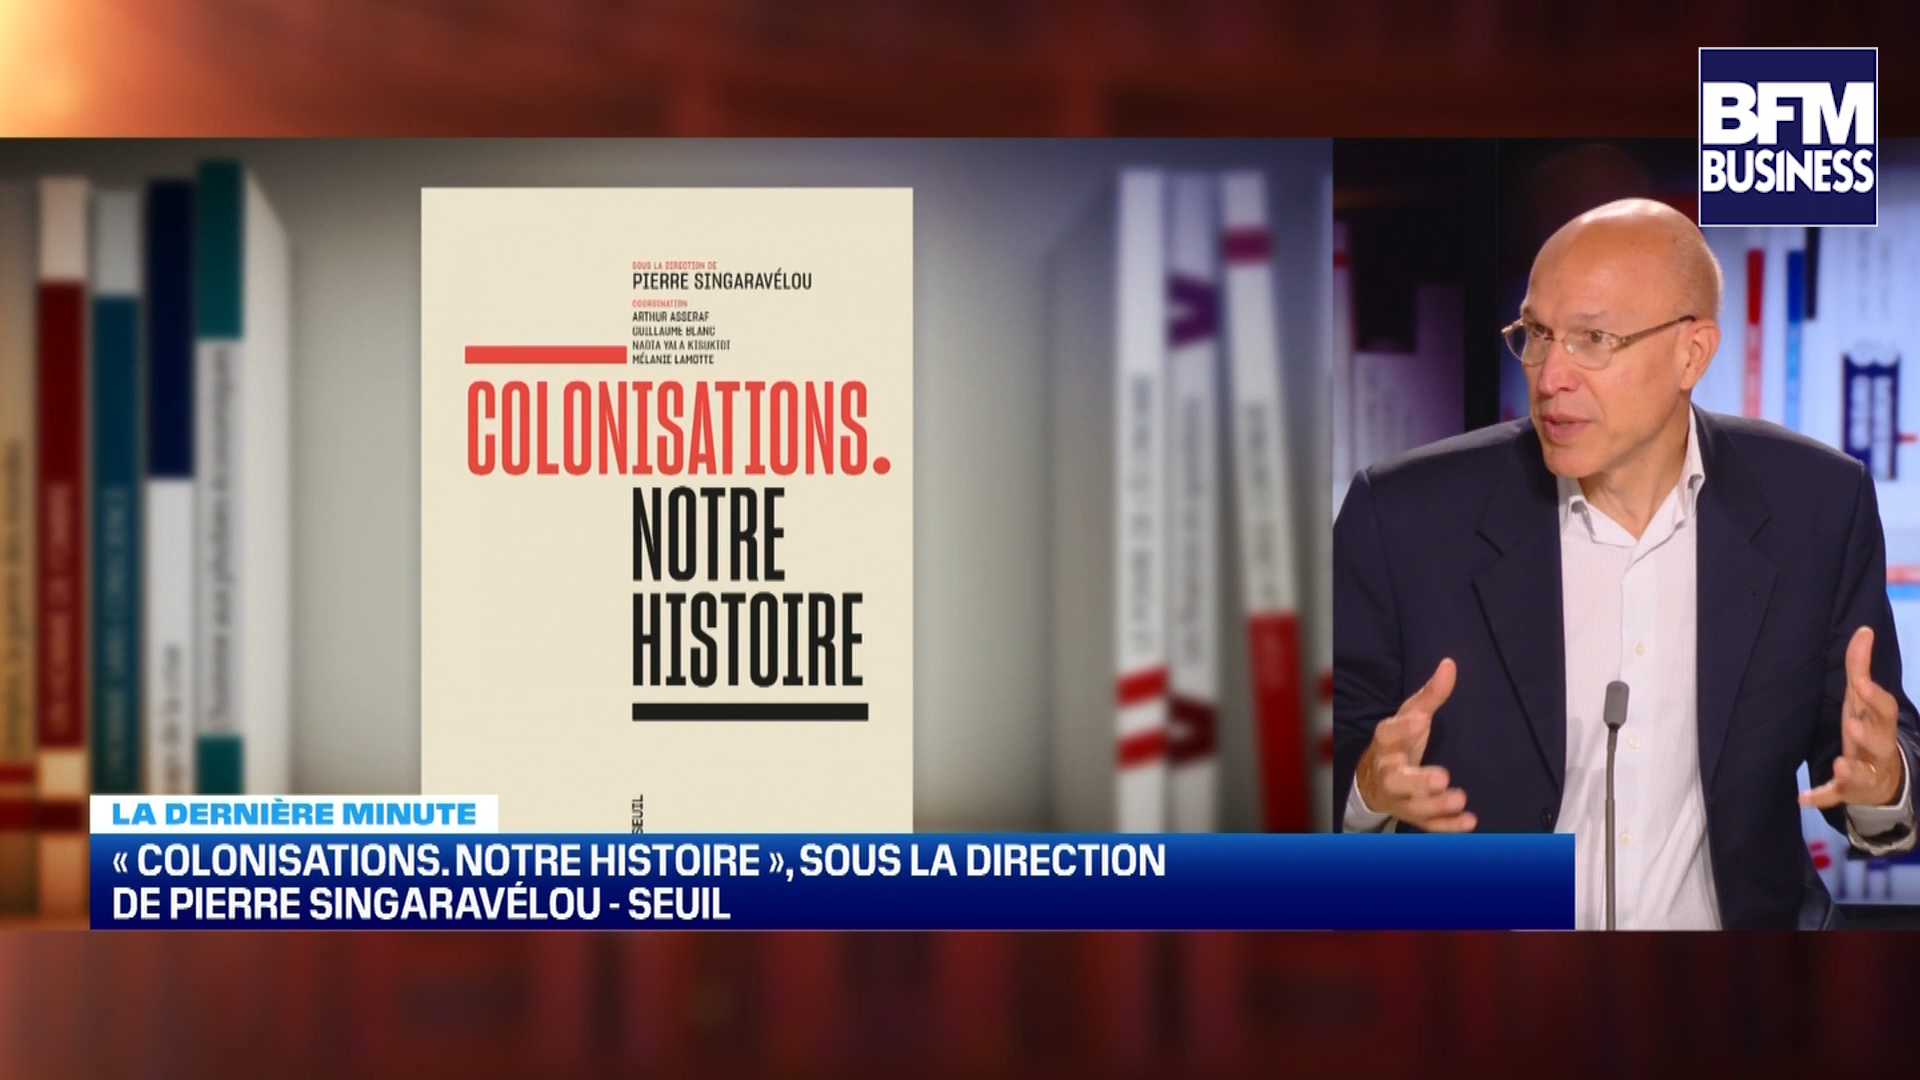 BFM
BUSINESS
SOUS LA DIRECTION DE
PIERRE SINGARAVÉLOU
COORDINATION
ARTHUR ASSERAF
GUILLAUME BLANC
NADIA YALA KISUKIDI
MÉLANIE LAMOTTE
COLONISATIONS.
NOTRE
HISTOIRE
SEUIL
LA DERNIÈRE MINUTE
« COLONISATIONS. NOTRE HISTOIRE », SOUS LA DIRECTION
DE PIERRE SINGARAVÉLOU - SEUIL